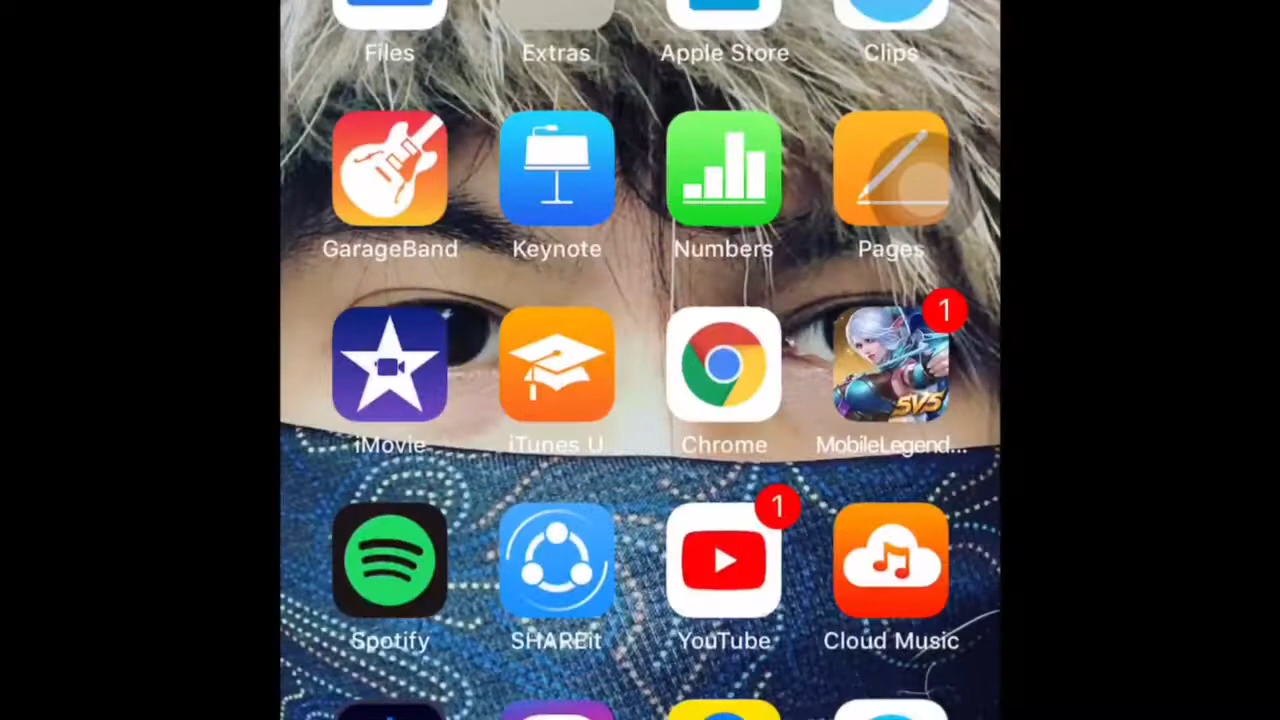 Files Extras Apple Store Clips
GarageBand Keynote Numbers Pages
1
5V5
iMovie iTunes U Chrome MobileLegend...
1
Spotify SHAREit YouTube Cloud Music